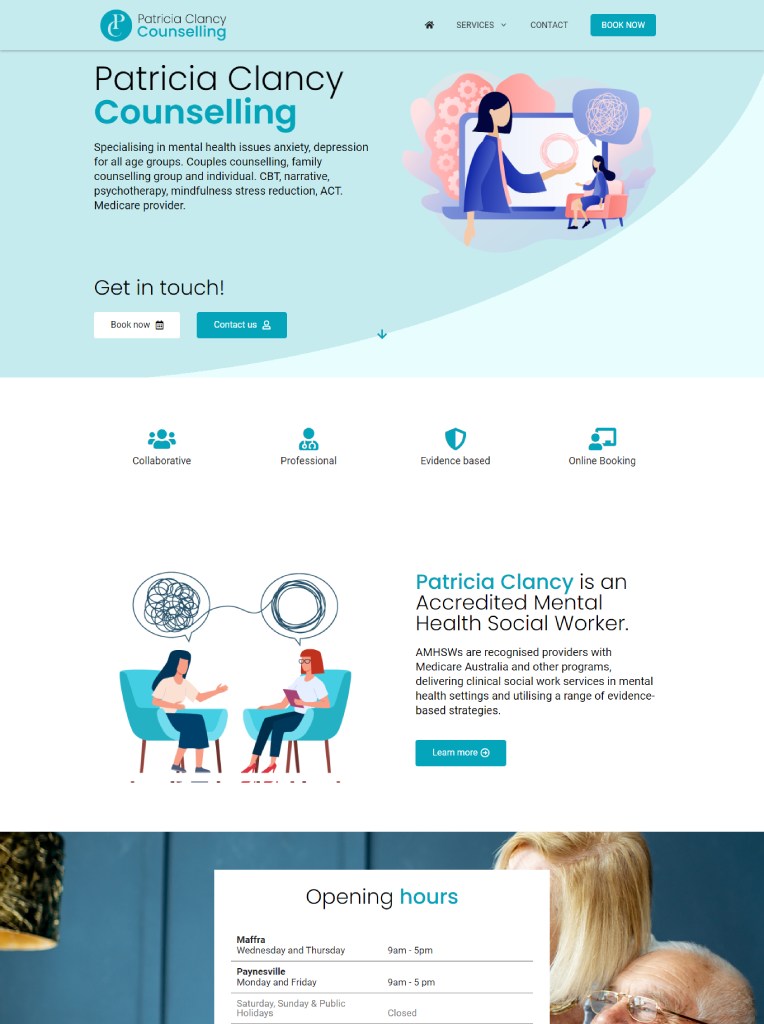 Patricia Clancy
Counselling
SERVICES
CONTACT
BOOK NOW
Patricia Clancy
Counselling
Specialising in mental health issues anxiety, depression
for all age groups. Couples counselling, family
counselling group and individual. CBT, narrative,
psychotherapy, mindfulness stress reduction, ACT.
Medicare provider.
Get in touch!
Book now
Contact us
Collaborative
Professional
Evidence based
Online Booking
Patricia Clancy is an
Accredited Mental
Health Social Worker.
AMHSWs are recognised providers with
Medicare Australia and other programs,
delivering clinical social work services in mental
health settings and utilising a range of evidence-
based strategies.
Learn more
Opening hours
Maffra
Wednesday and Thursday 9am - 5pm
Paynesville
Monday and Friday 9am - 5 pm
Saturday, Sunday & Public
Holidays Closed